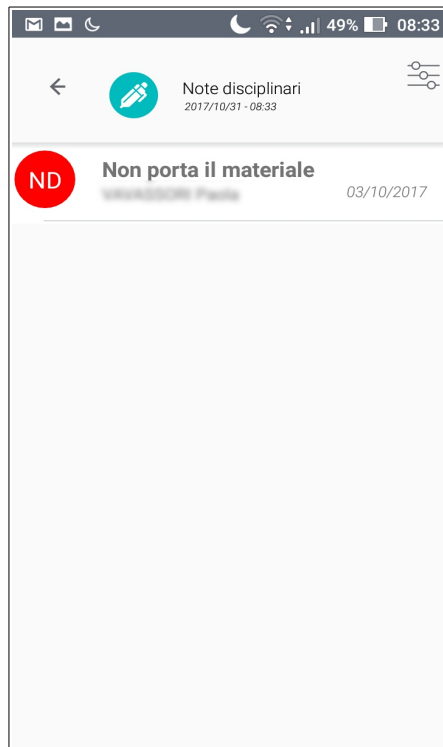 49% 08:33
Note disciplinari
2017/10/31 - 08:33
ND
Non porta il materiale
03/10/2017